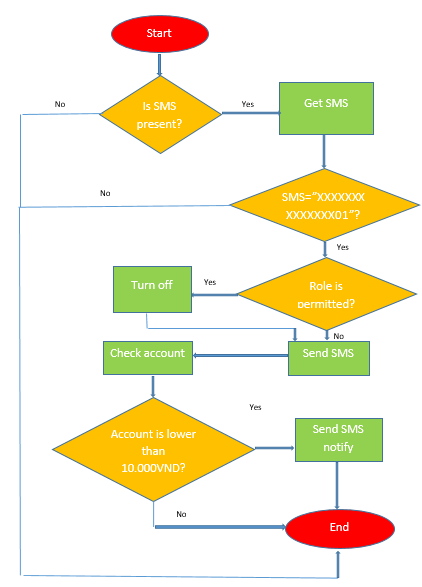 Start
Is SMS
present?
No
Yes
Get SMS
SMS="XXXXXXX
XXXXXXX01"?
No
Yes
Role is
permitted?
Yes
Turn off
No
Send SMS
Check account
Account is lower
than
10.000VND?
Yes
Send SMS
notify
No
End